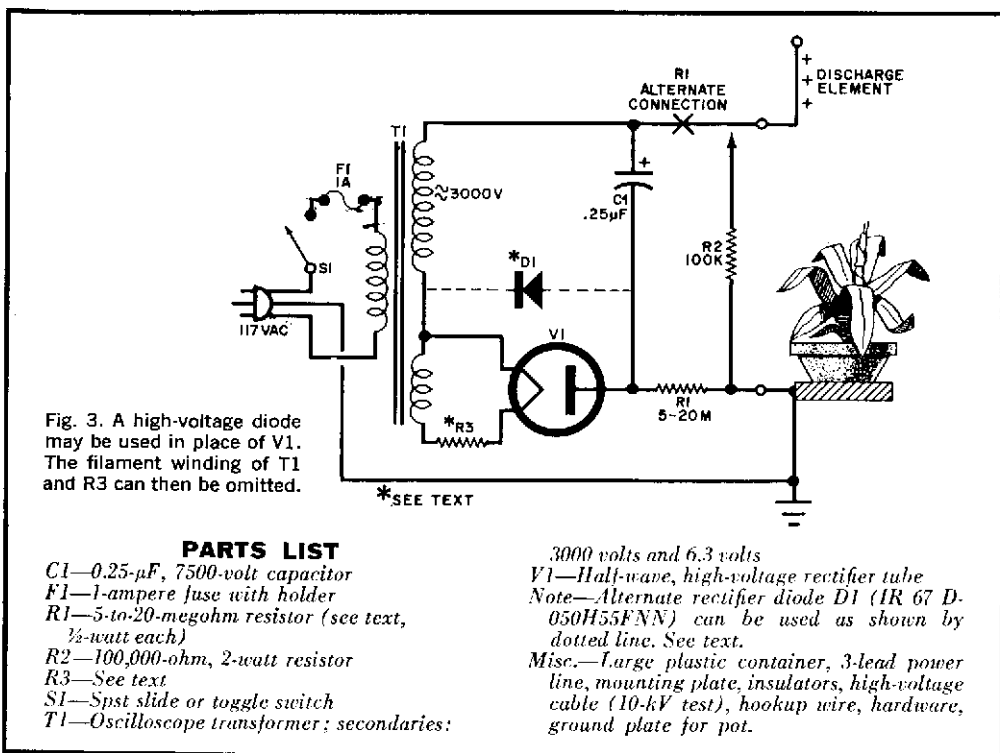 R1
ALTERNATE
CONNECTION
+
+ DISCHARGE
+ ELEMENT
T1
F1
1A
≈3000V
+
C1
.25µF
R2
100K
S1
*D1
117 VAC
V1
R1
5-20M
*R3
*SEE TEXT
Fig. 3. A high-voltage diode
may be used in place of V1.
The filament winding of T1
and R3 can then be omitted.
PARTS LIST
C1—0.25-µF, 7500-volt capacitor
F1—1-ampere fuse with holder
R1—5-to-20-megohm resistor (see text,
½-watt each)
R2—100,000-ohm, 2-watt resistor
R3—See text
S1—Spst slide or toggle switch
T1—Oscilloscope transformer; secondaries:
3000 volts and 6.3 volts
V1—Half-wave, high-voltage rectifier tube
Note—Alternate rectifier diode D1 (IR 67 D-
050H55FNN) can be used as shown by
dotted line. See text.
Misc.—Large plastic container, 3-lead power
line, mounting plate, insulators, high-voltage
cable (10-kV test), hookup wire, hardware,
ground plate for pot.